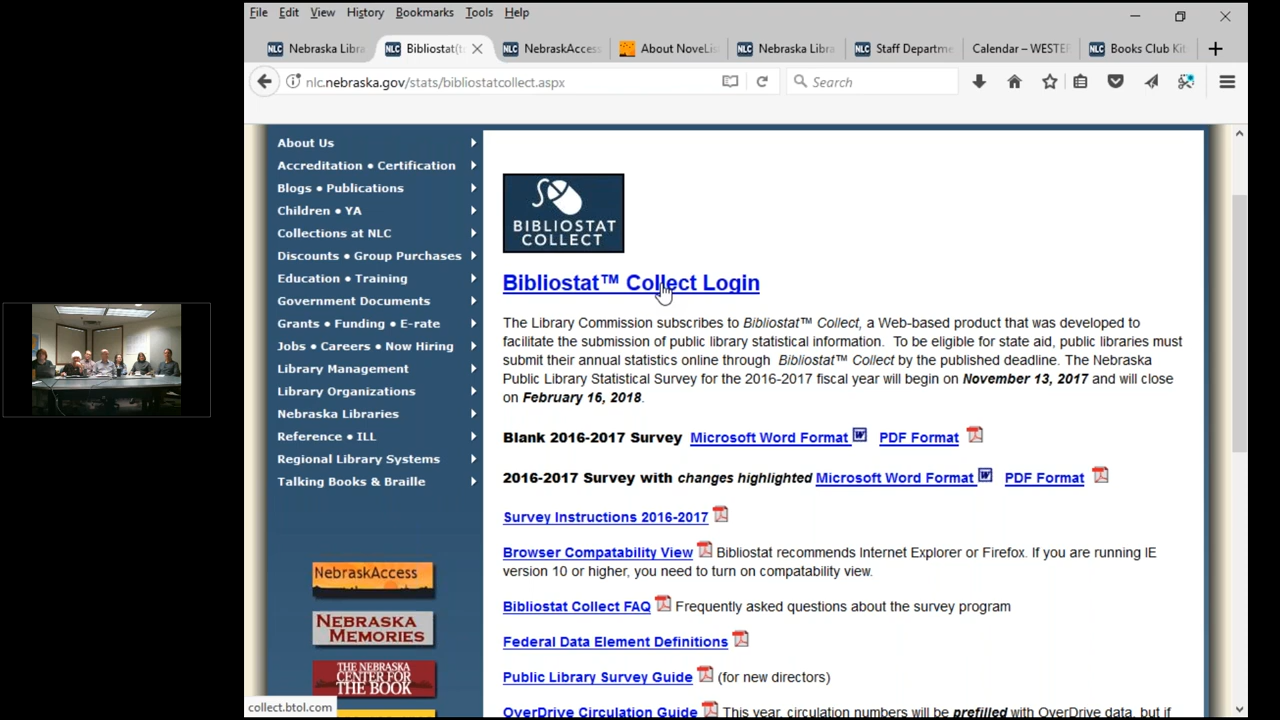 File Edit View History Bookmarks Tools Help
Nebraska Libra Bibliostat(t NebraskAccess About NoveLis Nebraska Libra Staff Departme Calendar – WESTE Books Club Kit
nlc.nebraska.gov/stats/bibliostatcollect.aspx Search
About Us
Accreditation • Certification
Blogs • Publications
Children • YA
Collections at NLC
Discounts • Group Purchases
Education • Training
Government Documents
Grants • Funding • E-rate
Jobs • Careers • Now Hiring
Library Management
Library Organizations
Nebraska Libraries
Reference • ILL
Regional Library Systems
Talking Books & Braille
NebraskAccess
NEBRASKA
MEMORIES
THE NEBRASKA
CENTER FOR
THE BOOK
collect.btol.com
BIBLIOSTAT
COLLECT
Bibliostat™ Collect Login
The Library Commission subscribes to Bibliostat™ Collect, a Web-based product that was developed to
facilitate the submission of public library statistical information. To be eligible for state aid, public libraries must
submit their annual statistics online through Bibliostat™ Collect by the published deadline. The Nebraska
Public Library Statistical Survey for the 2016-2017 fiscal year will begin on November 13, 2017 and will close
on February 16, 2018.
Blank 2016-2017 Survey Microsoft Word Format PDF Format
2016-2017 Survey with changes highlighted Microsoft Word Format PDF Format
Survey Instructions 2016-2017
Browser Compatability View Bibliostat recommends Internet Explorer or Firefox. If you are running IE
version 10 or higher, you need to turn on compatability view.
Bibliostat Collect FAQ Frequently asked questions about the survey program
Federal Data Element Definitions
Public Library Survey Guide (for new directors)
OverDrive Circulation Guide This year, circulation numbers will be prefilled with OverDrive data, but if